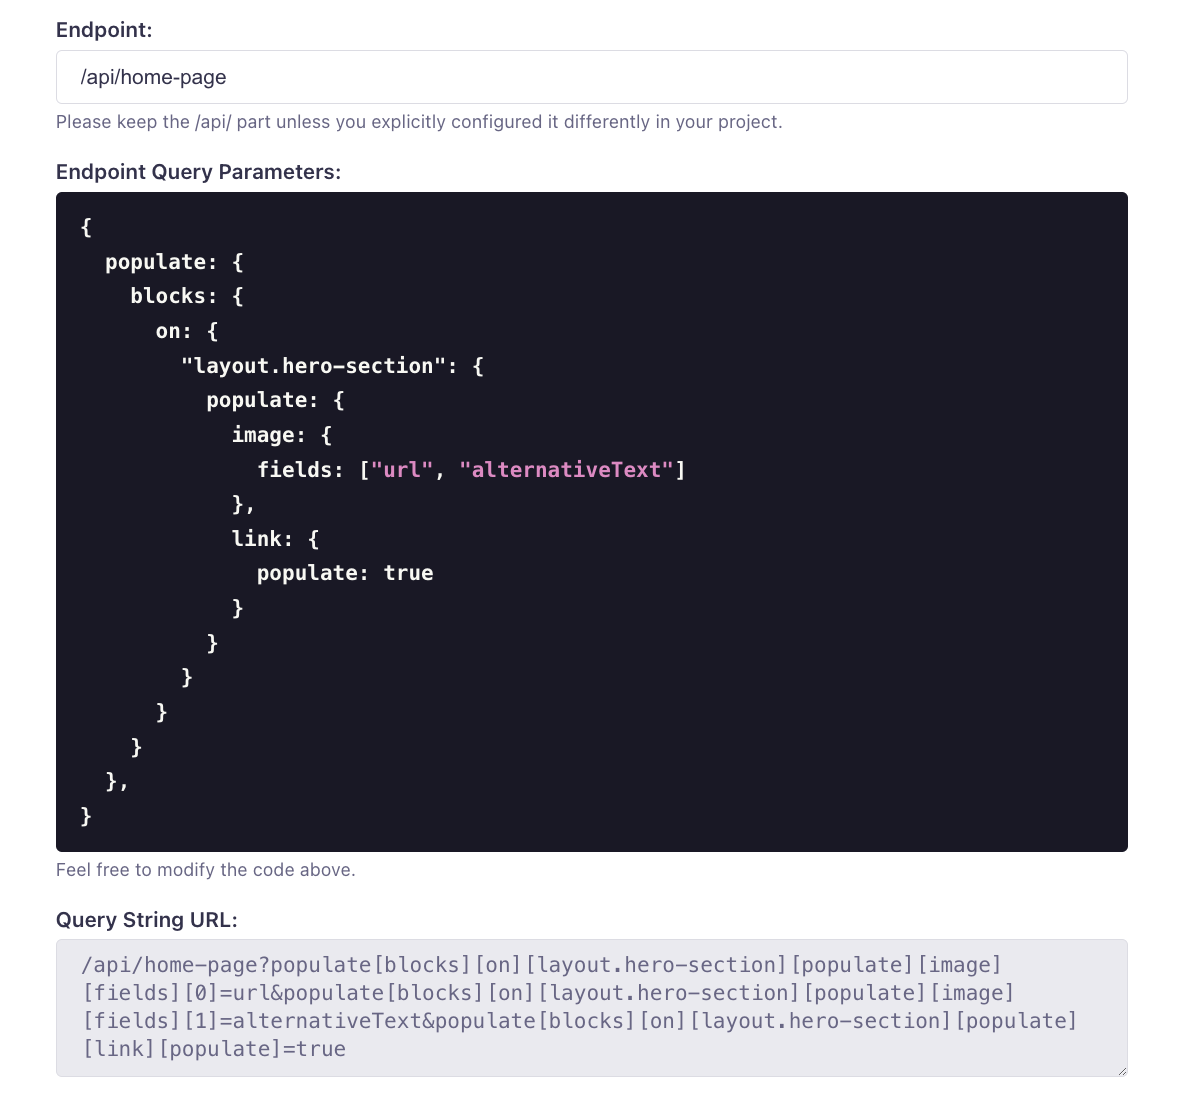 Endpoint:
/api/home-page
Please keep the /api/ part unless you explicitly configured it differently in your project.
Endpoint Query Parameters:
{
  populate: {
    blocks: {
      on: {
        "layout.hero-section": {
          populate: {
            image: {
              fields: ["url", "alternativeText"]
            },
            link: {
              populate: true
            }
          }
        }
      }
    }
  },
}
Feel free to modify the code above.
Query String URL:
/api/home-page?populate[blocks][on][layout.hero-section][populate][image]
[fields][0]=url&populate[blocks][on][layout.hero-section][populate][image]
[fields][1]=alternativeText&populate[blocks][on][layout.hero-section][populate]
[link][populate]=true